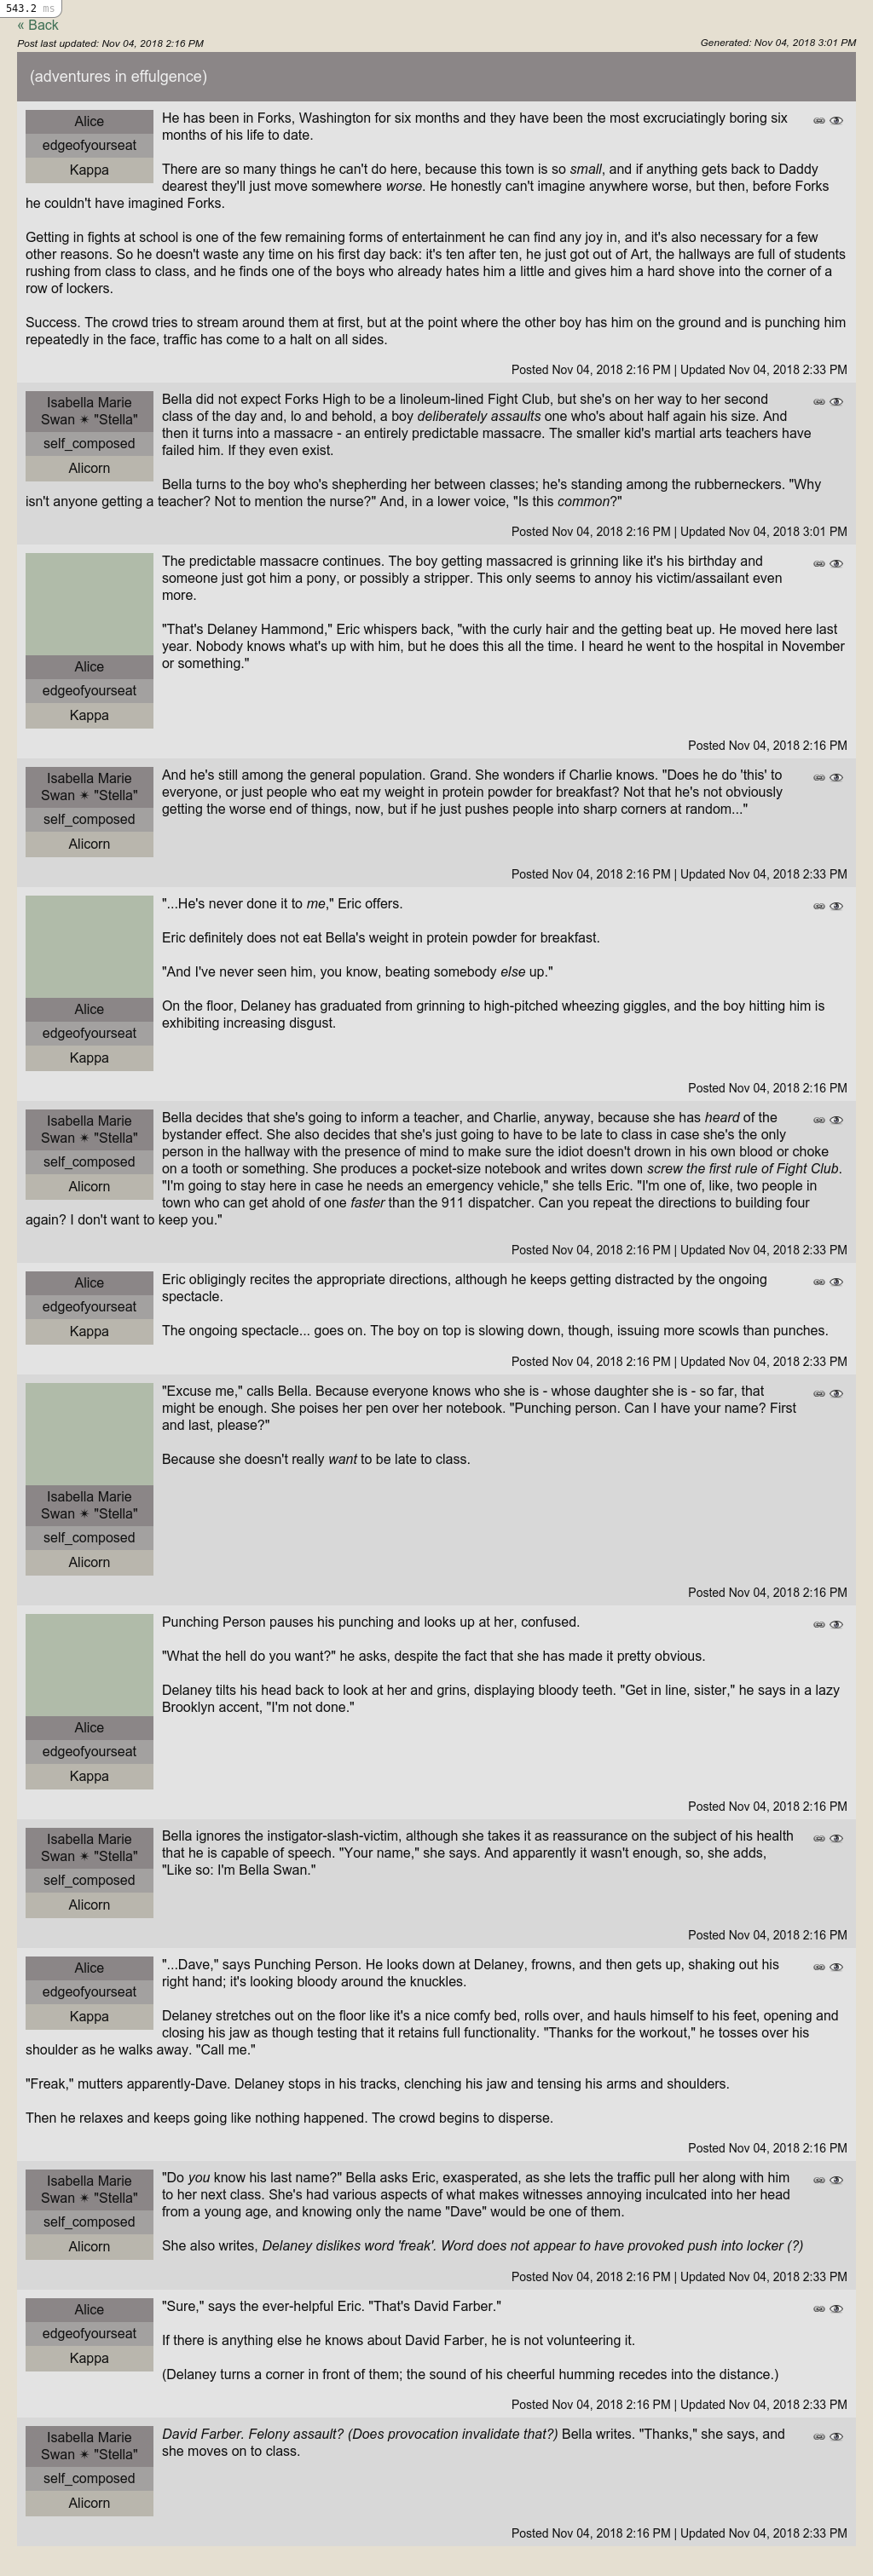 543.2 ms
« Back
Post last updated: Nov 04, 2018 2:16 PM
Generated: Nov 04, 2018 3:01 PM
(adventures in effulgence)
Alice
edgeofyourseat
Kappa
He has been in Forks, Washington for six months and they have been the most excruciatingly boring six
months of his life to date.
There are so many things he can't do here, because this town is so small, and if anything gets back to Daddy
dearest they'll just move somewhere worse. He honestly can't imagine anywhere worse, but then, before Forks
he couldn't have imagined Forks.
Getting in fights at school is one of the few remaining forms of entertainment he can find any joy in, and it's also necessary for a few
other reasons. So he doesn't waste any time on his first day back: it's ten after ten, he just got out of Art, the hallways are full of students
rushing from class to class, and he finds one of the boys who already hates him a little and gives him a hard shove into the corner of a
row of lockers.
Success. The crowd tries to stream around them at first, but at the point where the other boy has him on the ground and is punching him
repeatedly in the face, traffic has come to a halt on all sides.
Posted Nov 04, 2018 2:16 PM | Updated Nov 04, 2018 2:33 PM
Isabella Marie
Swan ✴ "Stella"
self_composed
Alicorn
Bella did not expect Forks High to be a linoleum-lined Fight Club, but she's on her way to her second
class of the day and, lo and behold, a boy deliberately assaults one who's about half again his size. And
then it turns into a massacre - an entirely predictable massacre. The smaller kid's martial arts teachers have
failed him. If they even exist.
Bella turns to the boy who's shepherding her between classes; he's standing among the rubberneckers. "Why
isn't anyone getting a teacher? Not to mention the nurse?" And, in a lower voice, "Is this common?"
Posted Nov 04, 2018 2:16 PM | Updated Nov 04, 2018 3:01 PM
Alice
edgeofyourseat
Kappa
The predictable massacre continues. The boy getting massacred is grinning like it's his birthday and
someone just got him a pony, or possibly a stripper. This only seems to annoy his victim/assailant even
more.
"That's Delaney Hammond," Eric whispers back, "with the curly hair and the getting beat up. He moved here last
year. Nobody knows what's up with him, but he does this all the time. I heard he went to the hospital in November
or something."
Posted Nov 04, 2018 2:16 PM
Isabella Marie
Swan ✴ "Stella"
self_composed
Alicorn
And he's still among the general population. Grand. She wonders if Charlie knows. "Does he do 'this' to
everyone, or just people who eat my weight in protein powder for breakfast? Not that he's not obviously
getting the worse end of things, now, but if he just pushes people into sharp corners at random..."
Posted Nov 04, 2018 2:16 PM | Updated Nov 04, 2018 2:33 PM
Alice
edgeofyourseat
Kappa
"...He's never done it to me," Eric offers.
Eric definitely does not eat Bella's weight in protein powder for breakfast.
"And I've never seen him, you know, beating somebody else up."
On the floor, Delaney has graduated from grinning to high-pitched wheezing giggles, and the boy hitting him is
exhibiting increasing disgust.
Posted Nov 04, 2018 2:16 PM
Isabella Marie
Swan ✴ "Stella"
self_composed
Alicorn
Bella decides that she's going to inform a teacher, and Charlie, anyway, because she has heard of the
bystander effect. She also decides that she's just going to have to be late to class in case she's the only
person in the hallway with the presence of mind to make sure the idiot doesn't drown in his own blood or choke
on a tooth or something. She produces a pocket-size notebook and writes down screw the first rule of Fight Club.
"I'm going to stay here in case he needs an emergency vehicle," she tells Eric. "I'm one of, like, two people in
town who can get ahold of one faster than the 911 dispatcher. Can you repeat the directions to building four
again? I don't want to keep you."
Posted Nov 04, 2018 2:16 PM | Updated Nov 04, 2018 2:33 PM
Alice
edgeofyourseat
Kappa
Eric obligingly recites the appropriate directions, although he keeps getting distracted by the ongoing
spectacle.
The ongoing spectacle... goes on. The boy on top is slowing down, though, issuing more scowls than punches.
Posted Nov 04, 2018 2:16 PM | Updated Nov 04, 2018 2:33 PM
Isabella Marie
Swan ✴ "Stella"
self_composed
Alicorn
"Excuse me," calls Bella. Because everyone knows who she is - whose daughter she is - so far, that
might be enough. She poises her pen over her notebook. "Punching person. Can I have your name? First
and last, please?"
Because she doesn't really want to be late to class.
Posted Nov 04, 2018 2:16 PM
Alice
edgeofyourseat
Kappa
Punching Person pauses his punching and looks up at her, confused.
"What the hell do you want?" he asks, despite the fact that she has made it pretty obvious.
Delaney tilts his head back to look at her and grins, displaying bloody teeth. "Get in line, sister," he says in a lazy
Brooklyn accent, "I'm not done."
Posted Nov 04, 2018 2:16 PM
Isabella Marie
Swan ✴ "Stella"
self_composed
Alicorn
Bella ignores the instigator-slash-victim, although she takes it as reassurance on the subject of his health
that he is capable of speech. "Your name," she says. And apparently it wasn't enough, so, she adds,
"Like so: I'm Bella Swan."
Posted Nov 04, 2018 2:16 PM
Alice
edgeofyourseat
Kappa
"...Dave," says Punching Person. He looks down at Delaney, frowns, and then gets up, shaking out his
right hand; it's looking bloody around the knuckles.
Delaney stretches out on the floor like it's a nice comfy bed, rolls over, and hauls himself to his feet, opening and
closing his jaw as though testing that it retains full functionality. "Thanks for the workout," he tosses over his
shoulder as he walks away. "Call me."
"Freak," mutters apparently-Dave. Delaney stops in his tracks, clenching his jaw and tensing his arms and shoulders.
Then he relaxes and keeps going like nothing happened. The crowd begins to disperse.
Posted Nov 04, 2018 2:16 PM
Isabella Marie
Swan ✴ "Stella"
self_composed
Alicorn
"Do you know his last name?" Bella asks Eric, exasperated, as she lets the traffic pull her along with him
to her next class. She's had various aspects of what makes witnesses annoying inculcated into her head
from a young age, and knowing only the name "Dave" would be one of them.
She also writes, Delaney dislikes word 'freak'. Word does not appear to have provoked push into locker (?)
Posted Nov 04, 2018 2:16 PM | Updated Nov 04, 2018 2:33 PM
Alice
edgeofyourseat
Kappa
"Sure," says the ever-helpful Eric. "That's David Farber."
If there is anything else he knows about David Farber, he is not volunteering it.
(Delaney turns a corner in front of them; the sound of his cheerful humming recedes into the distance.)
Posted Nov 04, 2018 2:16 PM | Updated Nov 04, 2018 2:33 PM
Isabella Marie
Swan ✴ "Stella"
self_composed
Alicorn
David Farber. Felony assault? (Does provocation invalidate that?) Bella writes. "Thanks," she says, and
she moves on to class.
Posted Nov 04, 2018 2:16 PM | Updated Nov 04, 2018 2:33 PM